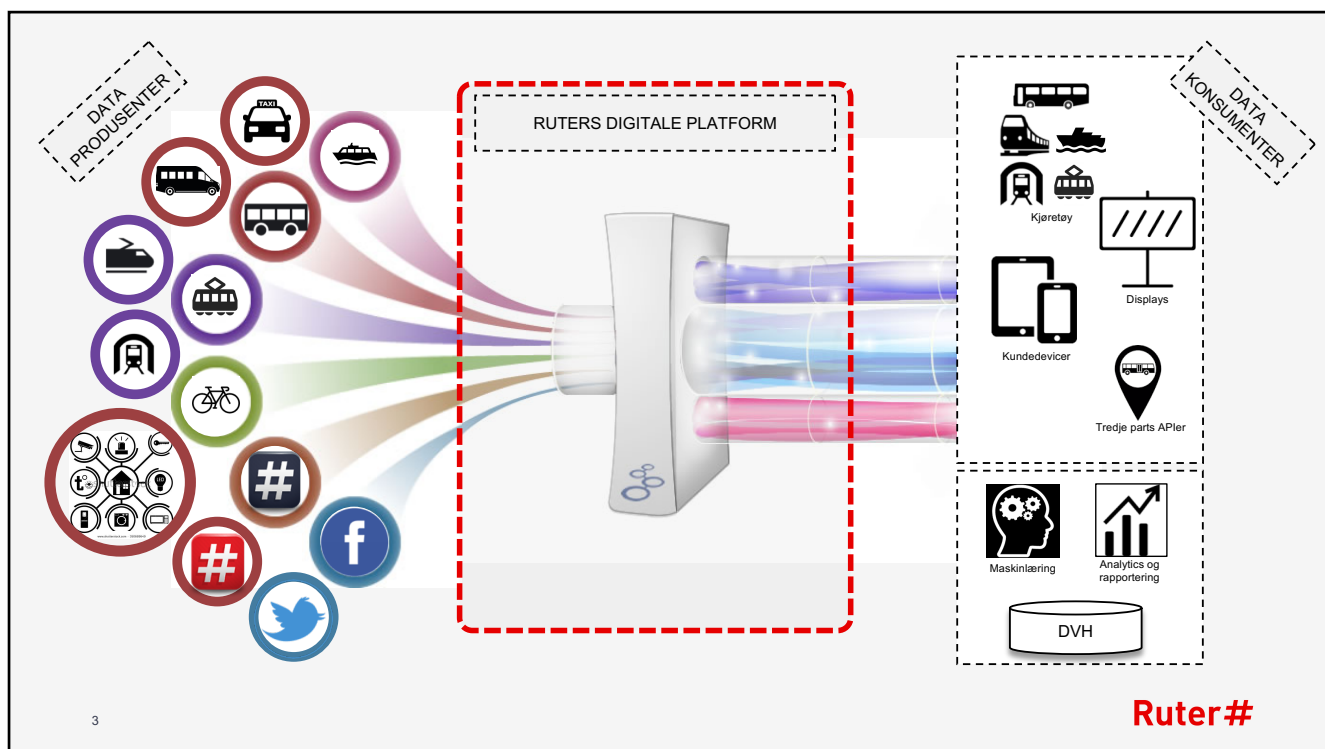 DATA
PRODUSENTER
TAXI
RUTERS DIGITALE PLATFORM
DATA
KONSUMENTER
Kjøretøy
Displays
Kundedevicer
Tredje parts APIer
LED
#
#
f
Maskinlæring
Analytics og
rapportering
DVH
3
Ruter#